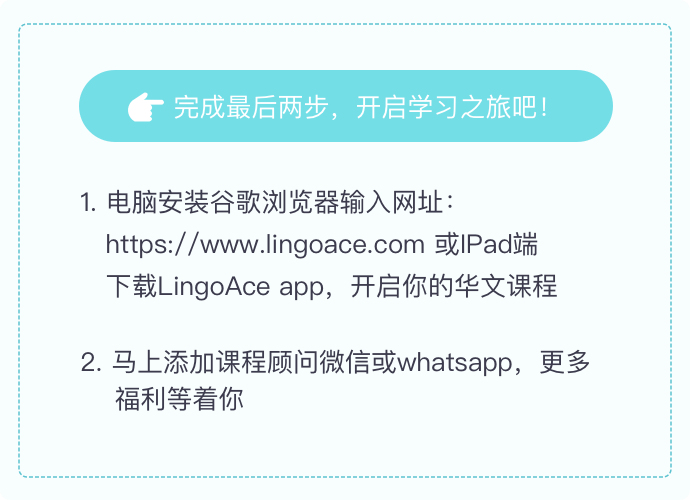 完成最后两步，开启学习之旅吧！
1. 电脑安装谷歌浏览器输入网址：
https://www.lingoace.com 或IPad端
下载LingoAce app，开启你的华文课程
2. 马上添加课程顾问微信或whatsapp，更多
福利等着你